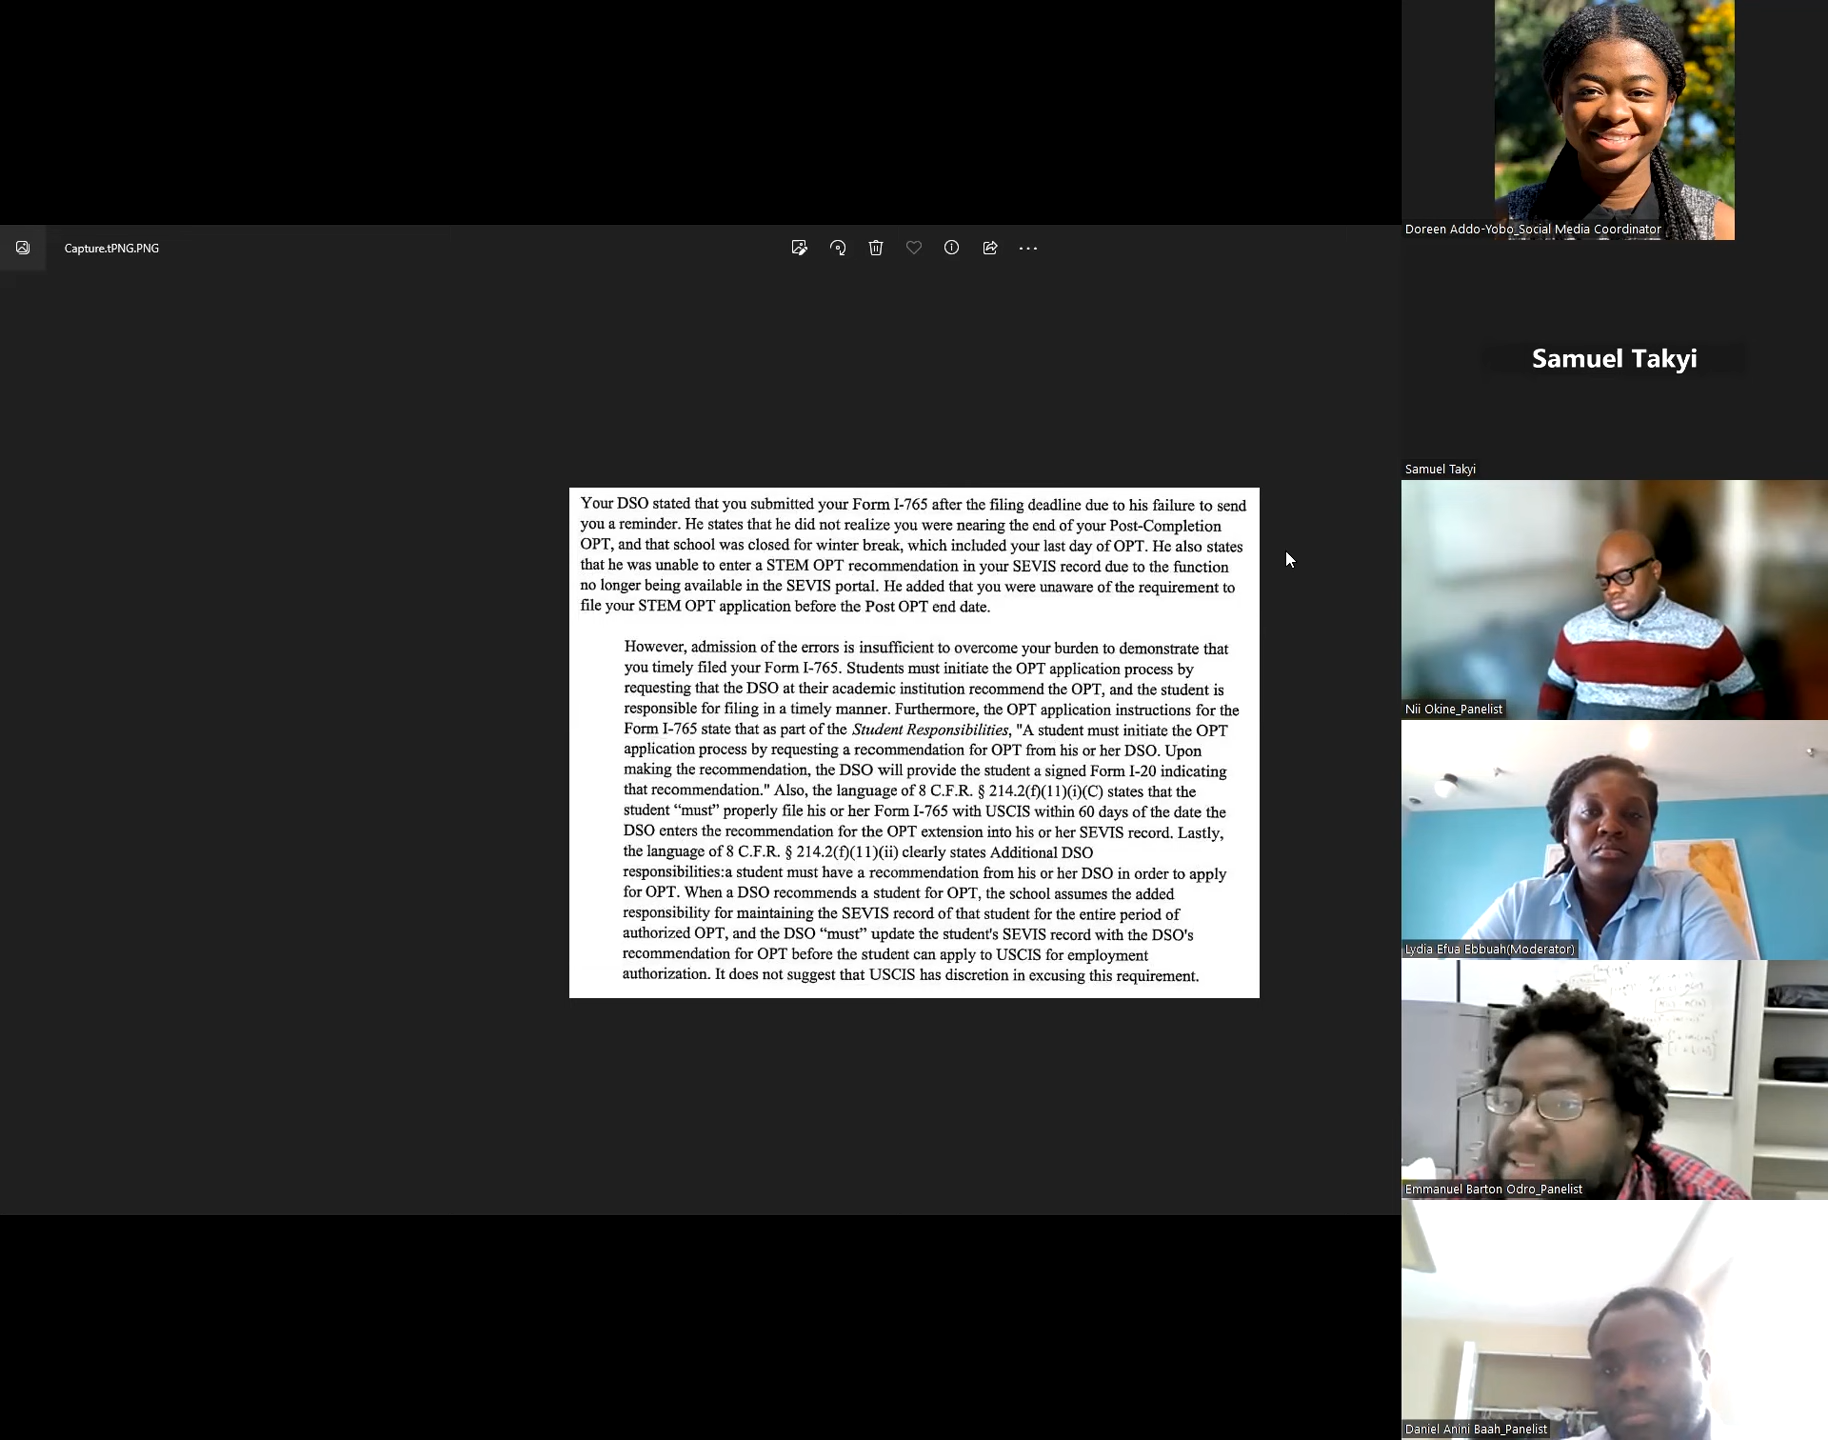 Capture.tPNG.PNG
Your DSO stated that you submitted your Form I-765 after the filing deadline due to his failure to send
you a reminder. He states that he did not realize you were nearing the end of your Post-Completion
OPT, and that school was closed for winter break, which included your last day of OPT. He also states
that he was unable to enter a STEM OPT recommendation in your SEVIS record due to the function
no longer being available in the SEVIS portal. He added that you were unaware of the requirement to
file your STEM OPT application before the Post OPT end date.
However, admission of the errors is insufficient to overcome your burden to demonstrate that
you timely filed your Form I-765. Students must initiate the OPT application process by
requesting that the DSO at their academic institution recommend the OPT, and the student is
responsible for filing in a timely manner. Furthermore, the OPT application instructions for the
Form I-765 state that as part of the Student Responsibilities, "A student must initiate the OPT
application process by requesting a recommendation for OPT from his or her DSO. Upon
making the recommendation, the DSO will provide the student a signed Form I-20 indicating
that recommendation." Also, the language of 8 C.F.R. § 214.2(f)(11)(i)(C) states that the
student “must” properly file his or her Form I-765 with USCIS within 60 days of the date the
DSO enters the recommendation for the OPT extension into his or her SEVIS record. Lastly,
the language of 8 C.F.R. § 214.2(f)(11)(ii) clearly states Additional DSO
responsibilities:a student must have a recommendation from his or her DSO in order to apply
for OPT. When a DSO recommends a student for OPT, the school assumes the added
responsibility for maintaining the SEVIS record of that student for the entire period of
authorized OPT, and the DSO “must” update the student's SEVIS record with the DSO's
recommendation for OPT before the student can apply to USCIS for employment
authorization. It does not suggest that USCIS has discretion in excusing this requirement.
Doreen Addo-Yobo_Social Media Coordinator
Samuel Takyi
Samuel Takyi
Nii Okine_Panelist
Lydia Efua Ebbuah(Moderator)
Emmanuel Barton Odro_Panelist
Daniel Anini Baah_Panelist